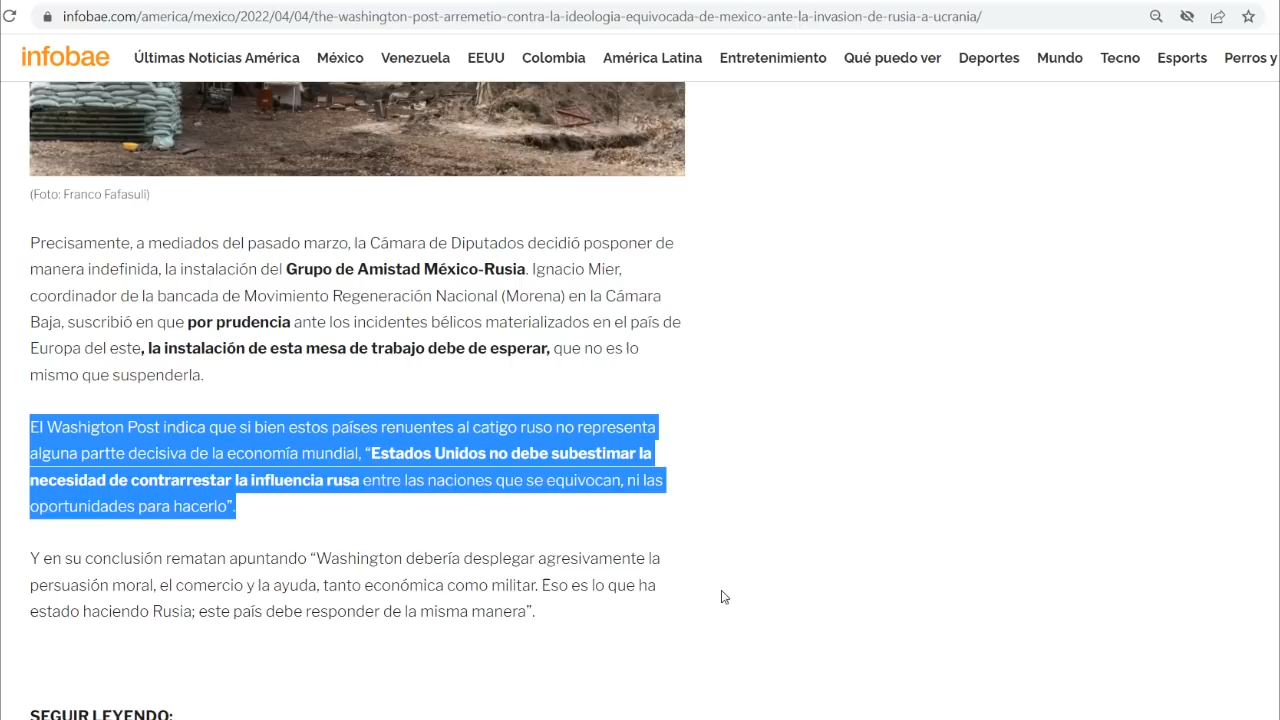 infobae.com/america/mexico/2022/04/04/the-washington-post-arremetio-contra-la-ideologia-equivocada-de-mexico-ante-la-invasion-de-rusia-a-ucrania/
infobae Últimas Noticias América México Venezuela EEUU Colombia América Latina Entretenimiento Qué puedo ver Deportes Mundo Tecno Esports Perros y
(Foto: Franco Fafasuli)
Precisamente, a mediados del pasado marzo, la Cámara de Diputados decidió posponer de
manera indefinida, la instalación del Grupo de Amistad México-Rusia. Ignacio Mier,
coordinador de la bancada de Movimiento Regeneración Nacional (Morena) en la Cámara
Baja, suscribió en que por prudencia ante los incidentes bélicos materializados en el país de
Europa del este, la instalación de esta mesa de trabajo debe de esperar, que no es lo
mismo que suspenderla.
El Washigton Post indica que si bien estos países renuentes al catigo ruso no representa
alguna partte decisiva de la economía mundial, “Estados Unidos no debe subestimar la
necesidad de contrarrestar la influencia rusa entre las naciones que se equivocan, ni las
oportunidades para hacerlo”.
Y en su conclusión rematan apuntando “Washington debería desplegar agresivamente la
persuasión moral, el comercio y la ayuda, tanto económica como militar. Eso es lo que ha
estado haciendo Rusia; este país debe responder de la misma manera”.
SEGUIR LEYENDO: